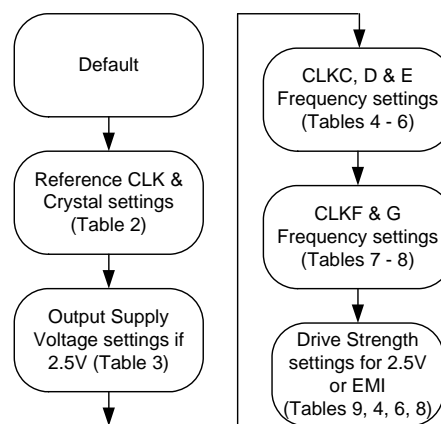 Default
Reference CLK &
Crystal settings
(Table 2)
Output Supply
Voltage settings if
2.5V (Table 3)
CLKC, D & E
Frequency settings
(Tables 4 - 6)
CLKF & G
Frequency settings
(Tables 7 - 8)
Drive Strength
settings for 2.5V
or EMI
(Tables 9, 4, 6, 8)